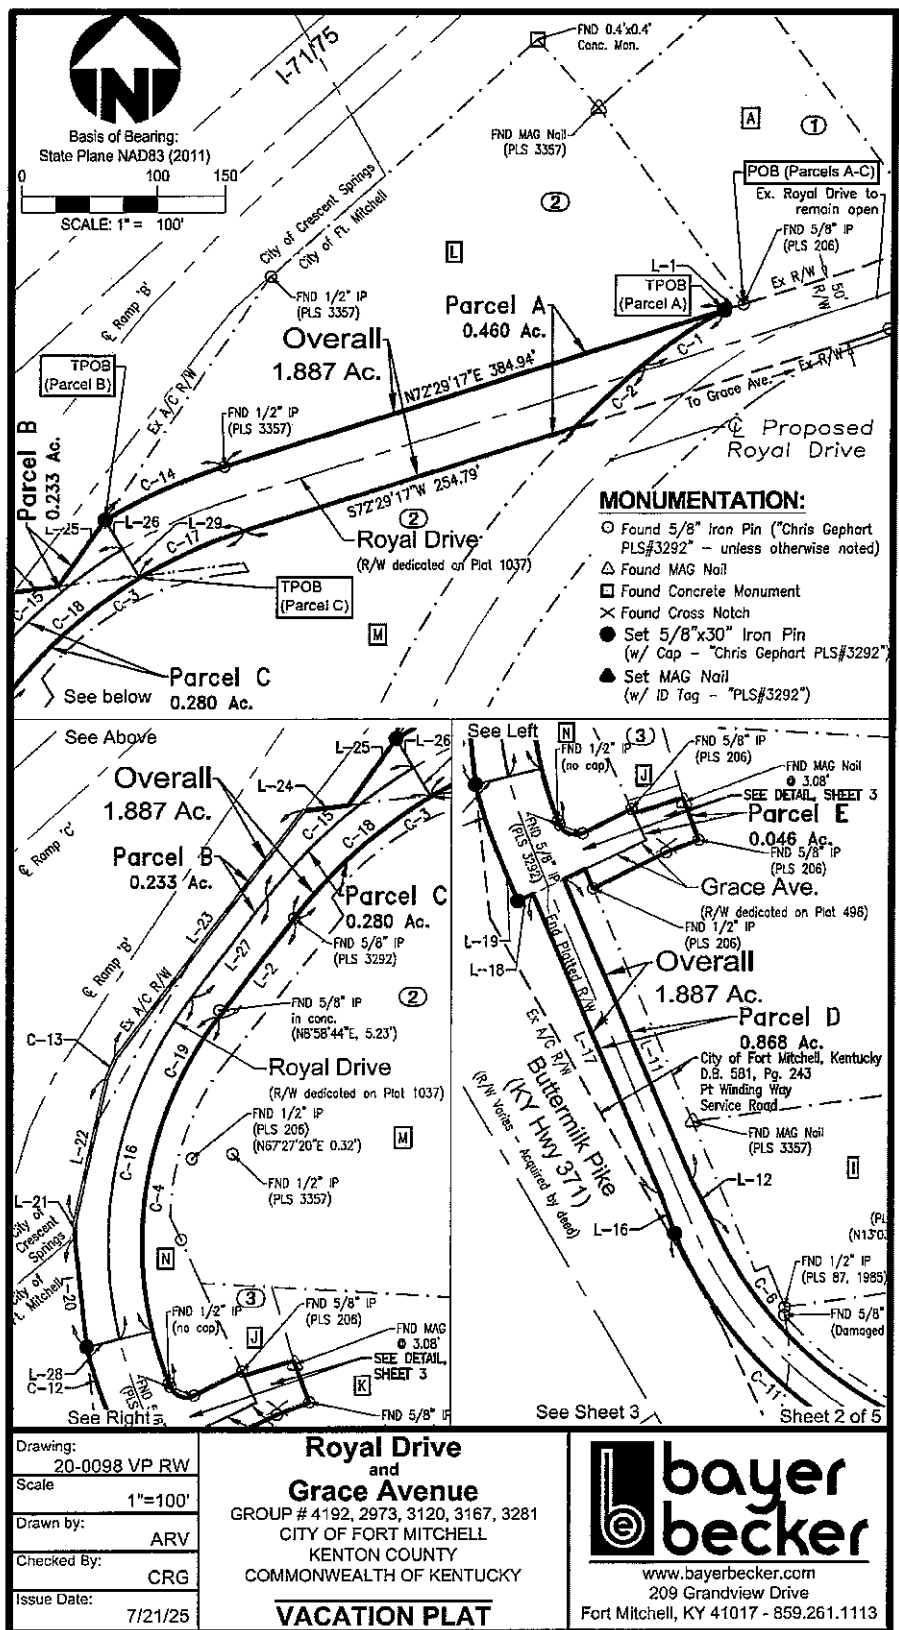 N
Basis of Bearing:
State Plane NAD83 (2011)
0 100 150
SCALE: 1" = 100'
I-71/75
FND 0.4'x0.4'
Conc. Mon.
FND MAG Nail
(PLS 3357)
A
1
2
L
POB (Parcels A-C)
Ex. Royal Drive to
remain open
FND 5/8" IP
(PLS 206)
City of Crescent Springs
City of Ft. Mitchell
L-1
TPOB
(Parcel A)
Ex R/W
50'
R/W
FND 1/2" IP
(PLS 3357)
℄ Ramp 'B'
Parcel A
0.460 Ac.
Overall
1.887 Ac.
N72°29'17"E 384.94'
C-1
C-2
Ex R/W
To Grace Ave.
℄ Proposed
Royal Drive
TPOB
(Parcel B)
Ex A/C R/W
FND 1/2" IP
(PLS 3357)
Parcel B
0.233 Ac.
C-14
S72°29'17"W 254.79'
2
L-25
L-26
L-29
C-17
Royal Drive
(R/W dedicated on Plat 1037)
TPOB
(Parcel C)
C-15
C-18
C-3
M
Parcel C
0.280 Ac.
See below
MONUMENTATION:
Found 5/8" Iron Pin ("Chris Gephart
PLS#3292" - unless otherwise noted)
Found MAG Nail
Found Concrete Monument
Found Cross Notch
Set 5/8"x30" Iron Pin
(w/ Cap - "Chris Gephart PLS#3292")
Set MAG Nail
(w/ ID Tag - "PLS#3292")
See Above
L-25
L-26
Overall
1.887 Ac.
L-24
C-15
C-18
C-3
℄ Ramp 'C'
Parcel B
0.233 Ac.
Parcel C
0.280 Ac.
L-23
L-27
L-2
FND 5/8" IP
(PLS 3292)
℄ Ramp 'B'
Ex A/C R/W
2
FND 5/8" IP
in conc.
(N6°58'44"E, 5.23')
C-13
C-19
Royal Drive
(R/W dedicated on Plat 1037)
FND 1/2" IP
(PLS 205)
(N67°27'20"E 0.32')
M
L-22
C-16
C-4
FND 1/2" IP
(PLS 3357)
L-21
City of
Crescent
Springs
City of
Ft. Mitchell
L-20
N
FND 1/2" IP
(no cap)
3
J
FND 5/8" IP
(PLS 206)
FND MAG
@ 3.08'
SEE DETAIL,
SHEET 3
K
L-28
C-12
FND 5/8" IP
See Right
See Left
N
FND 1/2" IP
(no cap)
3
J
FND 5/8" IP
(PLS 206)
FND MAG Nail
@ 3.08'
SEE DETAIL, SHEET 3
Parcel E
0.046 Ac.
FND 5/8" IP
(PLS 3292)
FND 5/8" IP
(PLS 206)
Grace Ave.
(R/W dedicated on Plat 496)
FND 1/2" IP
(PLS 206)
L-19
L-18
End Platted R/W
Overall
1.887 Ac.
Parcel D
0.868 Ac.
Ex A/C R/W
L-17
L-11
City of Fort Mitchell, Kentucky
D.B. 581, Pg. 243
Pt Winding Way
Service Road
Buttermilk Pike
(KY Hwy 371)
(R/W Varies - Acquired by deed)
FND MAG Nail
(PLS 3357)
L-12
I
L-16
(N13°03
FND 1/2" IP
(PLS 87, 1985)
C-6
FND 5/8"
(Damaged
C-11
See Sheet 3
Sheet 2 of 5
Drawing:
20-0098 VP RW
Scale
1"=100'
Drawn by:
ARV
Checked By:
CRG
Issue Date:
7/21/25
Royal Drive
and
Grace Avenue
GROUP # 4192, 2973, 3120, 3167, 3281
CITY OF FORT MITCHELL
KENTON COUNTY
COMMONWEALTH OF KENTUCKY
VACATION PLAT
bayer
becker
www.bayerbecker.com
209 Grandview Drive
Fort Mitchell, KY 41017 - 859.261.1113